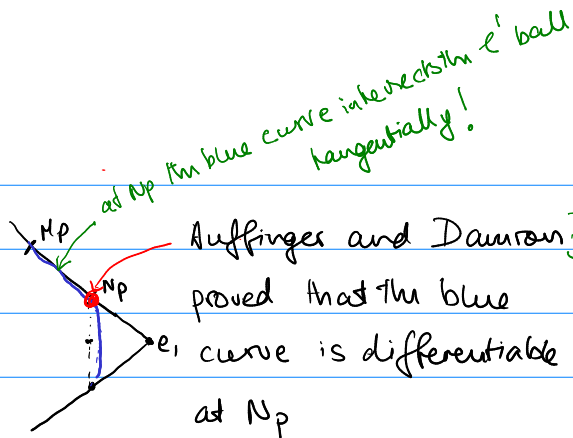 at Np the blue curve intersects the ℓ' ball
tangentially!
Mp
Np
e₁
Auffinger and Damron
proved that the blue
curve is differentiable
at Np